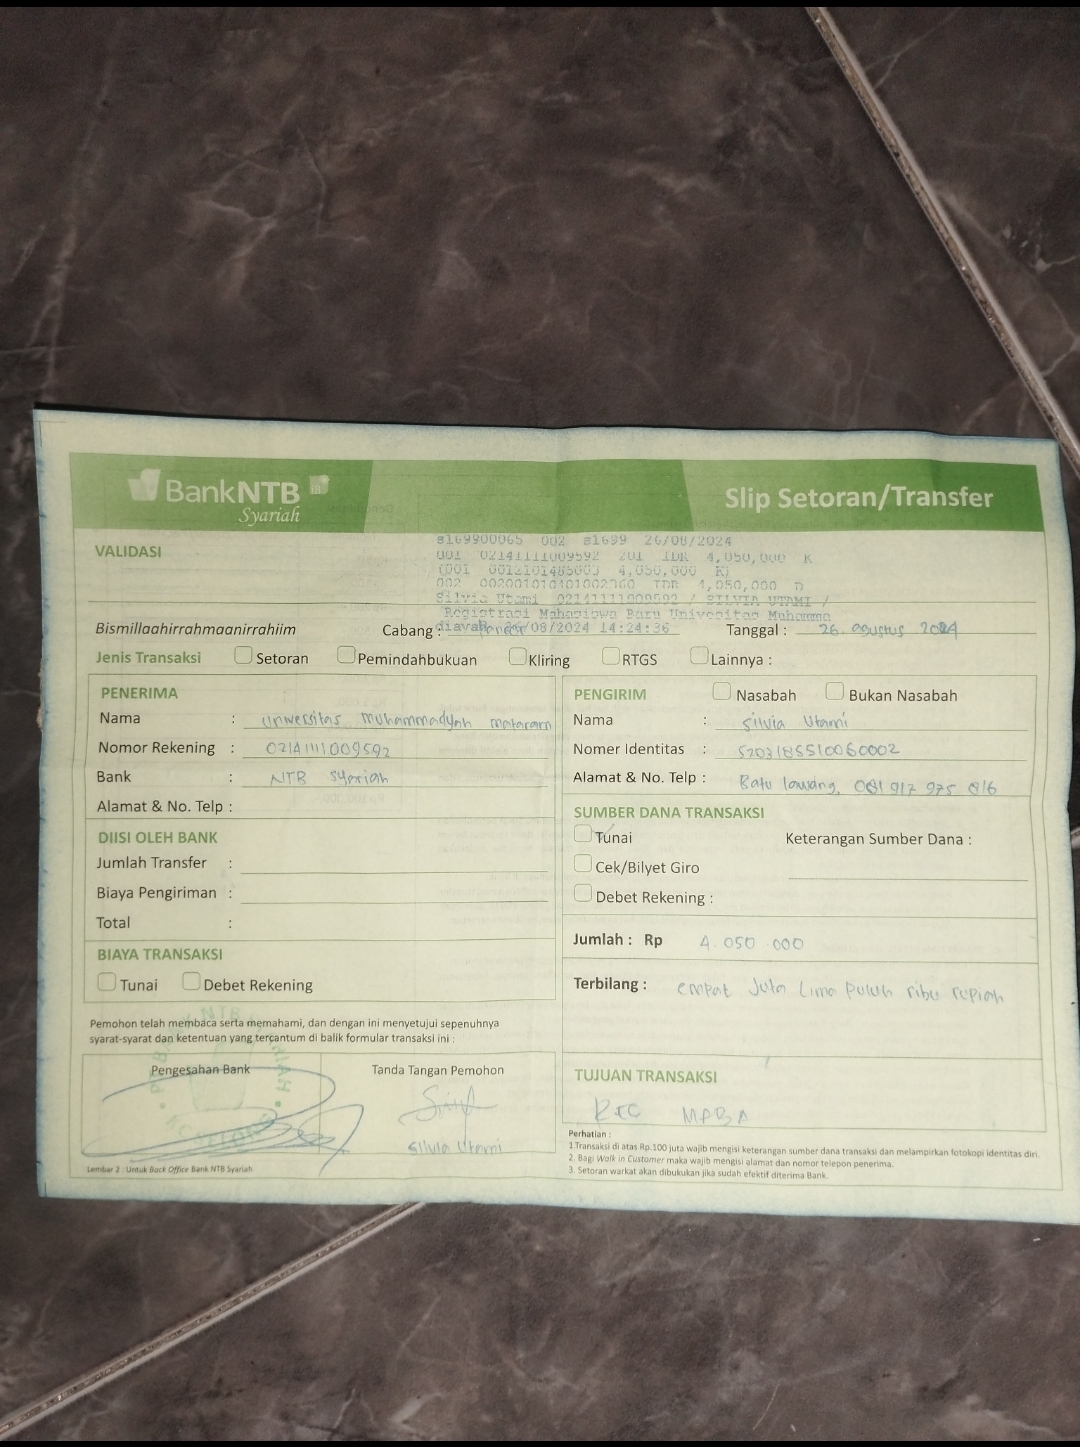 BankNTB
Syariah
Slip Setoran/Transfer
VALIDASI
002 81699 26/08/2024
001 02141111009592 201 IDR 4,050,000 K
(001 0012101485003 4,050,000 K)
002 IDR 4,050,000 D
Silvia Utami 02141111009592 / SILVIA UTAMI /
Registrasi Mahasiswa Baru Univesitas Muhamma
diayah 26/08/2024 14:24:36
Bismillaahirrahmaanirrahiim Cabang : Tanggal : 26. agustus 2024
Jenis Transaksi Setoran Pemindahbukuan Kliring RTGS Lainnya :
PENERIMA
Nama : Universitas Muhammadyah mataram
Nomor Rekening : 02141111009592
Bank : NTB syariah
Alamat & No. Telp :
DIISI OLEH BANK
Jumlah Transfer :
Biaya Pengiriman :
Total :
BIAYA TRANSAKSI
Tunai Debet Rekening
Pemohon telah membaca serta memahami, dan dengan ini menyetujui sepenuhnya
syarat-syarat dan ketentuan yang tercantum di balik formular transaksi ini :
Pengesahan Bank Tanda Tangan Pemohon
Silvia Utami
Lembar 2 : Untuk Back Office Bank NTB Syariah
PENGIRIM Nasabah Bukan Nasabah
Nama : Silvia Utami
Nomer Identitas : 5203185510060002
Alamat & No. Telp : Batu lawang, 081 917 975 816
SUMBER DANA TRANSAKSI
Tunai Keterangan Sumber Dana :
Cek/Bilyet Giro
Debet Rekening :
Jumlah : Rp 4.050.000
Terbilang : empat Juta Lima Puluh ribu rupiah
TUJUAN TRANSAKSI
REG MABA
Perhatian :
1.Transaksi di atas Rp.100 juta wajib mengisi keterangan sumber dana transaksi dan melampirkan fotokopi identitas diri.
2. Bagi Walk in Customer maka wajib mengisi alamat dan nomor telepon penerima.
3. Setoran warkat akan dibukukan jika sudah efektif diterima Bank.